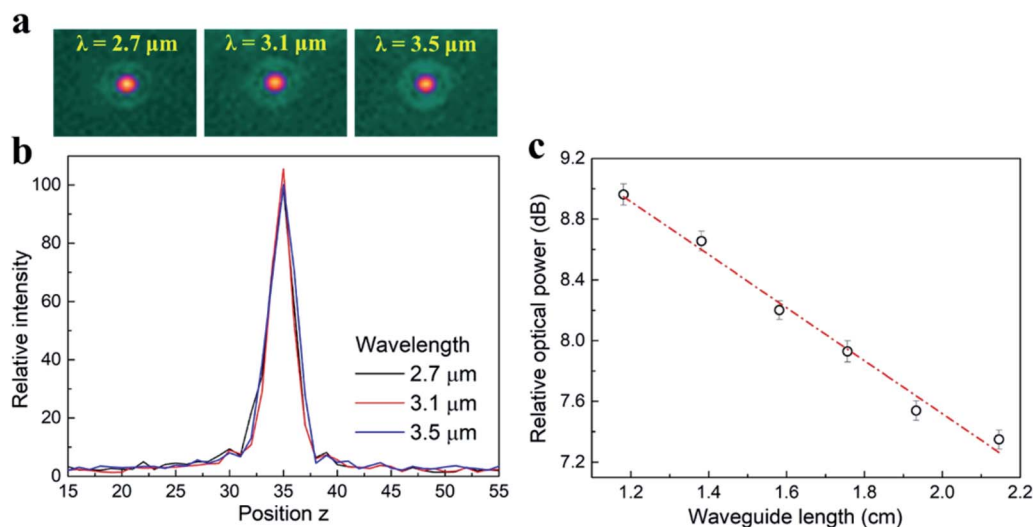 a
λ = 2.7 μm
λ = 3.1 μm
λ = 3.5 μm
b
100
80
60
40
20
0
Relative intensity
Wavelength
2.7 μm
3.1 μm
3.5 μm
15 20 25 30 35 40 45 50 55
Position z
c
9.2
8.8
8.4
8.0
7.6
7.2
Relative optical power (dB)
1.2 1.4 1.6 1.8 2.0 2.2
Waveguide length (cm)